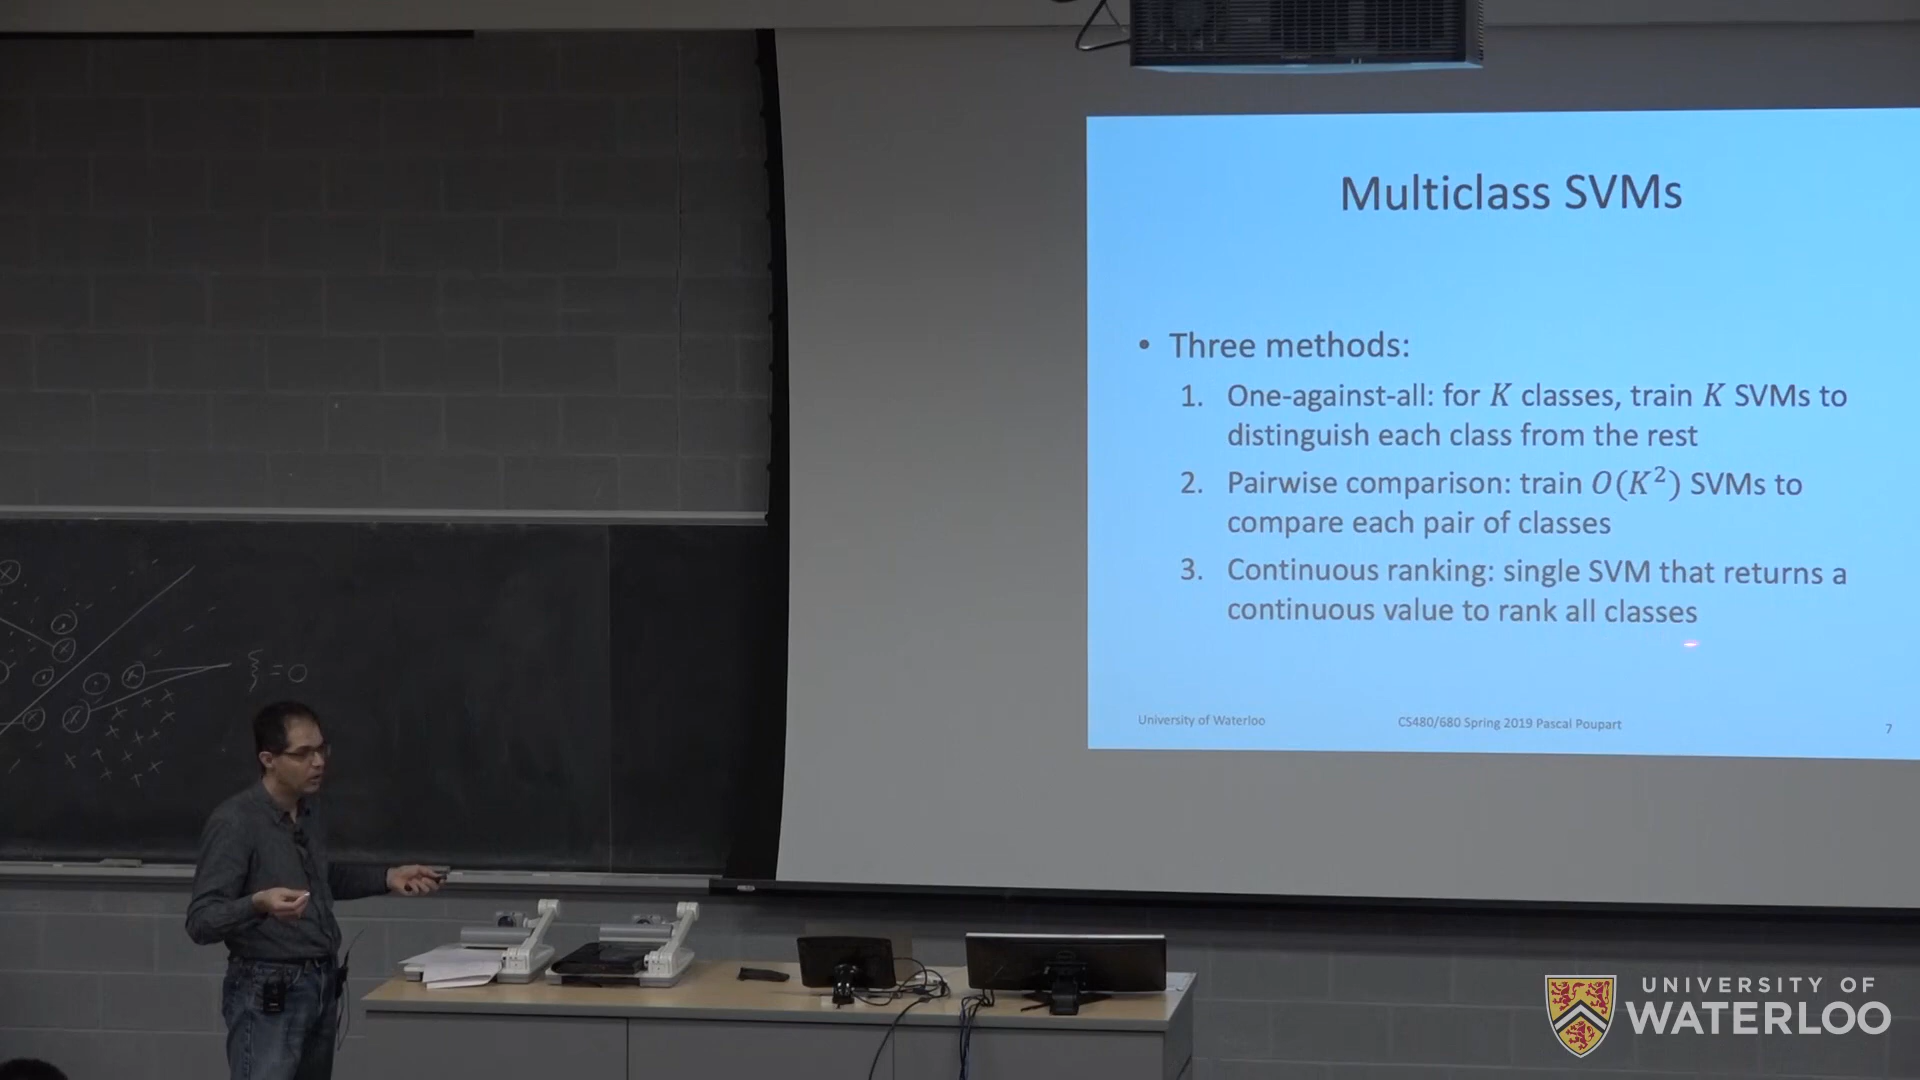 Multiclass SVMs
• Three methods:
1. One-against-all: for K classes, train K SVMs to
distinguish each class from the rest
2. Pairwise comparison: train O(K²) SVMs to
compare each pair of classes
3. Continuous ranking: single SVM that returns a
continuous value to rank all classes
University of Waterloo
CS480/680 Spring 2019 Pascal Poupart
7
ξ = 0
UNIVERSITY OF
WATERLOO